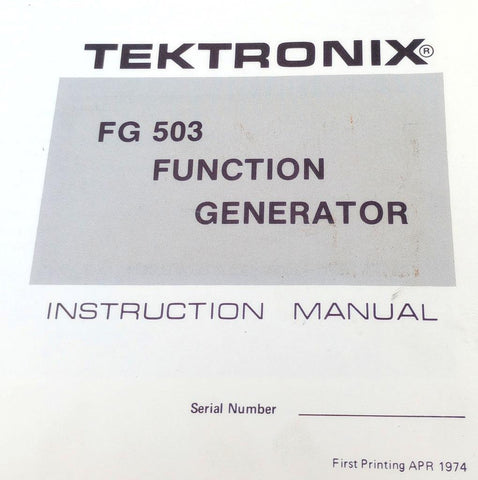 TEKTRONIX®
FG 503
FUNCTION
GENERATOR
INSTRUCTION MANUAL
Serial Number
First Printing APR 1974